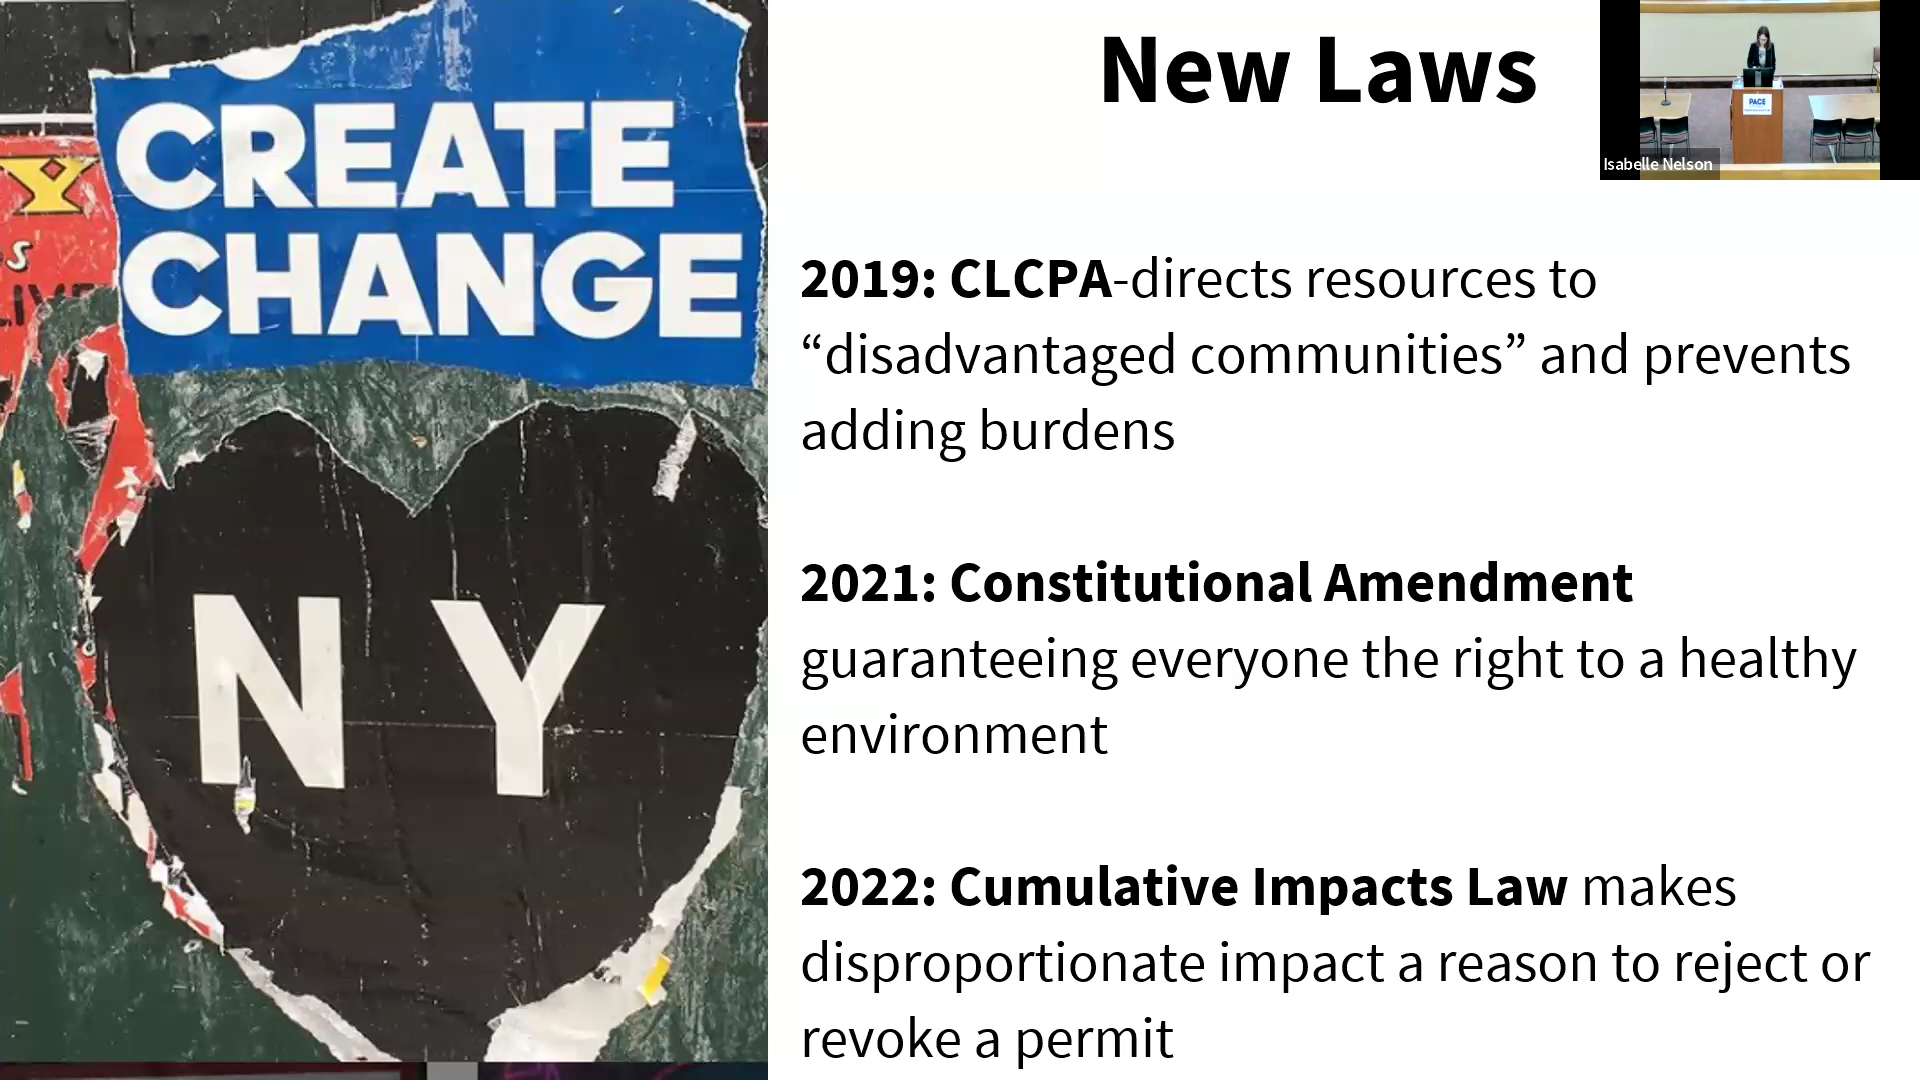 CREATE
CHANGE
Y
S
N Y
New Laws
PACE
Isabelle Nelson
2019: CLCPA-directs resources to
“disadvantaged communities” and prevents
adding burdens
2021: Constitutional Amendment
guaranteeing everyone the right to a healthy
environment
2022: Cumulative Impacts Law makes
disproportionate impact a reason to reject or
revoke a permit